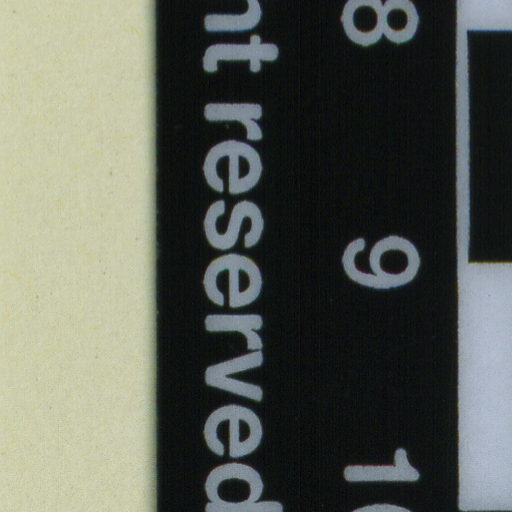 8 9 1
nt reserved